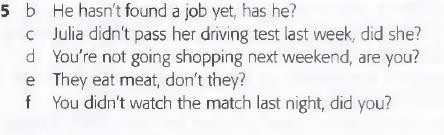 5 b He hasn't found a job yet, has he?
c Julia didn't pass her driving test last week, did she?
d You're not going shopping next weekend, are you?
e They eat meat, don't they?
f You didn't watch the match last night, did you?